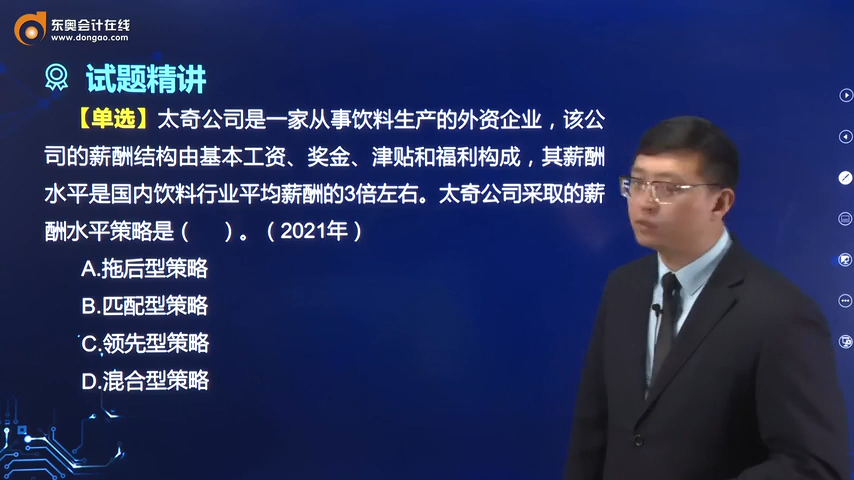 东奥会计在线
www.dongao.com
试题精讲
【单选】太奇公司是一家从事饮料生产的外资企业，该公
司的薪酬结构由基本工资、奖金、津贴和福利构成，其薪酬
水平是国内饮料行业平均薪酬的3倍左右。太奇公司采取的薪
酬水平策略是（　　）。（2021年）
A.拖后型策略
B.匹配型策略
C.领先型策略
D.混合型策略